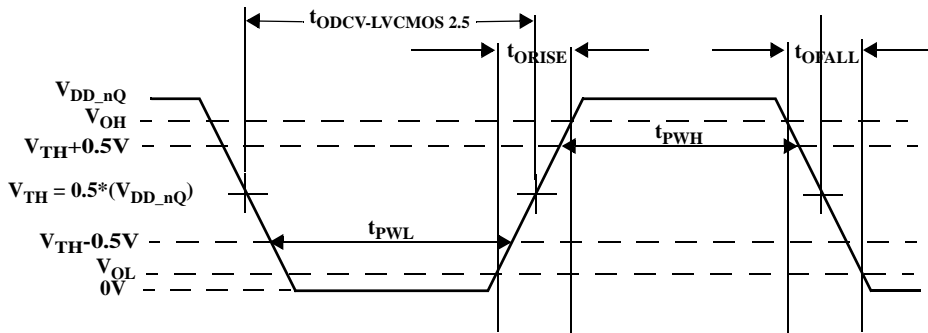 tODCV-LVCMOS 2.5
tORISE
tOFALL
VDD_nQ
VOH
VTH+0.5V
tPWH
VTH = 0.5*(VDD_nQ)
VTH-0.5V
tPWL
VOL
0V